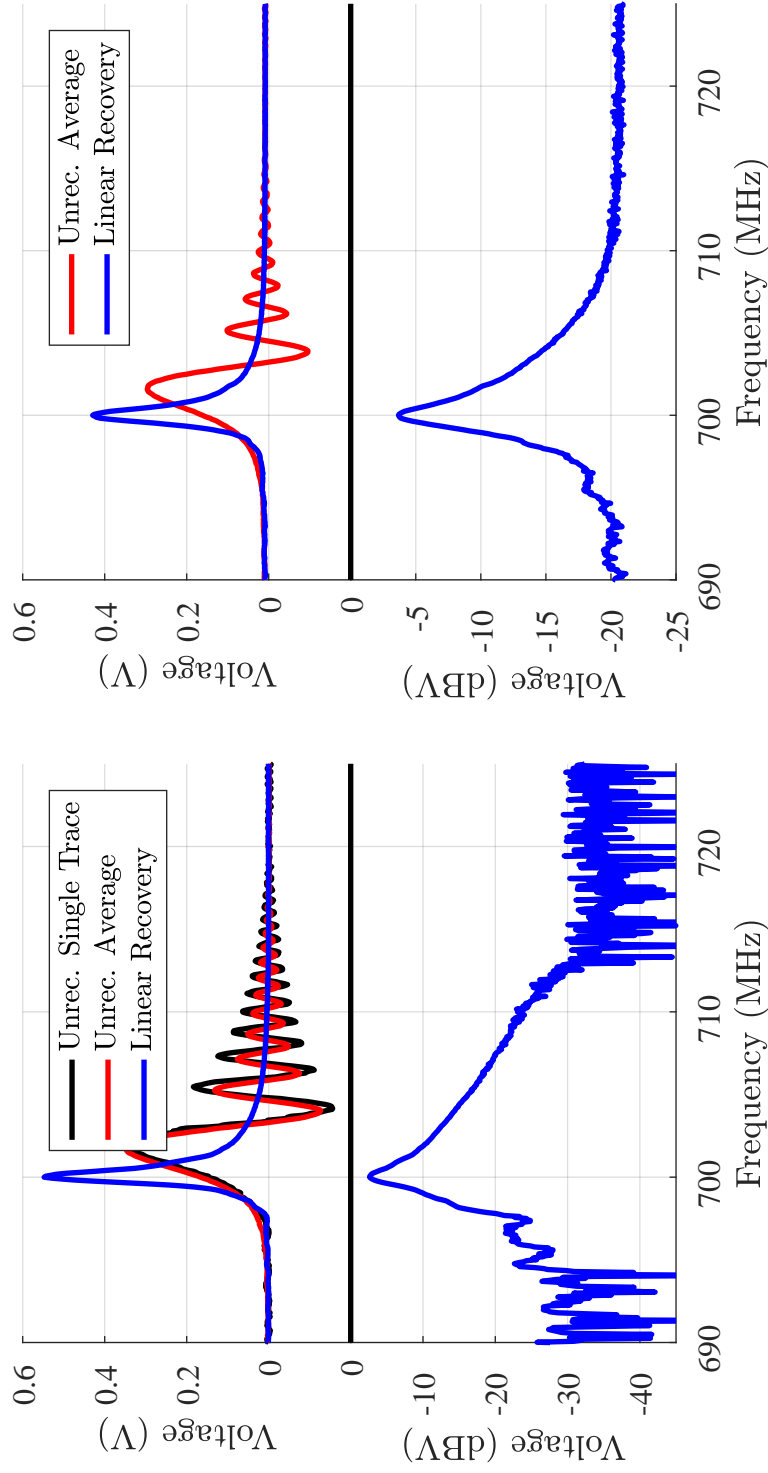 Unrec. Single Trace
Unrec. Average
Linear Recovery
0.6
0.4
0.2
0
Voltage (V)
0
-10
-20
-30
-40
Voltage (dBV)
690
700
710
720
Frequency (MHz)
Unrec. Average
Linear Recovery
0.6
0.4
0.2
0
Voltage (V)
0
-5
-10
-15
-20
-25
Voltage (dBV)
690
700
710
720
Frequency (MHz)